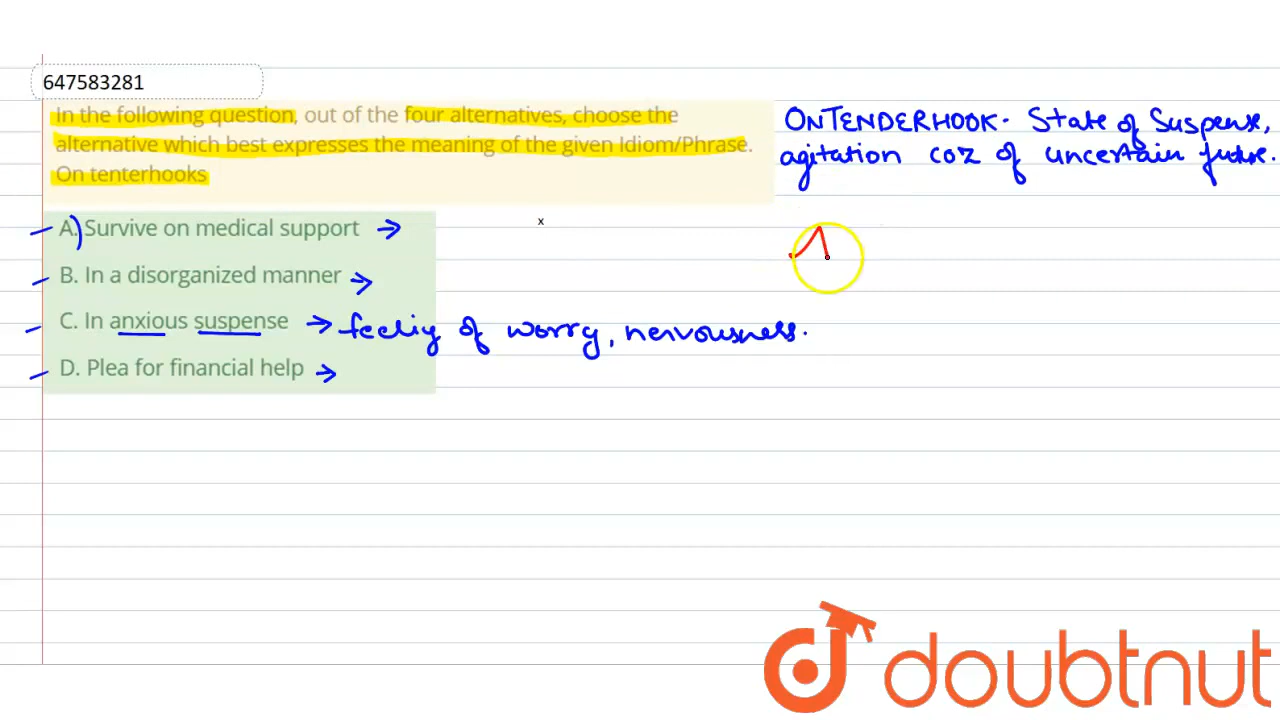 647583281
In the following question, out of the four alternatives, choose the
alternative which best expresses the meaning of the given Idiom/Phrase.
On tenterhooks
A.) Survive on medical support →
B. In a disorganized manner →
C. In anxious suspense → feeliy of worry, nervousness.
D. Plea for financial help →
ONTENDERHOOK - State of Suspense,
agitation coz of uncertain future.
x
doubtnut